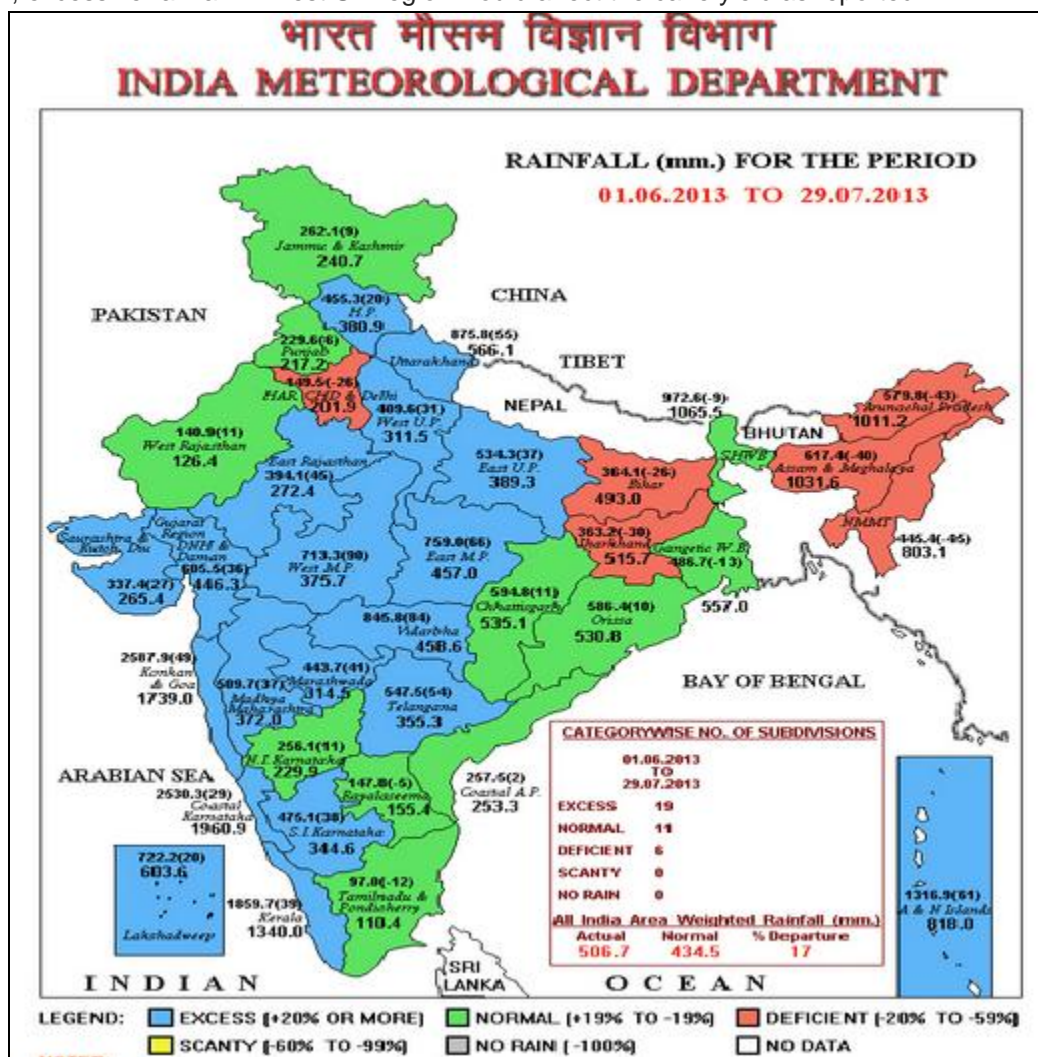 भारत मौसम विज्ञान विभाग
INDIA METEOROLOGICAL DEPARTMENT
RAINFALL (mm.) FOR THE PERIOD
01.06.2013 TO 29.07.2013
262.1(9)
Jammu & Kashmir
240.7
CHINA
PAKISTAN
455.3(20)
H.P.
380.9
875.8(55)
566.1
Uttarakhand
TIBET
229.6(6)
Punjab
217.2
149.5(-26)
HAR. CHD & Delhi
201.9
NEPAL
409.6(31)
West U.P.
311.5
972.6(-9)
1065.5
SHWB
BHUTAN
579.8(-43)
Arunachal Pradesh
1011.2
140.9(11)
West Rajasthan
126.4
534.3(37)
East U.P.
389.3
617.4(-40)
Assam & Meghalaya
1031.6
East Rajasthan
394.1(45)
272.4
364.1(-26)
Bihar
493.0
NMMT
803.1
363.2(-30)
Jharkhand
515.7
Gangetic W.B.
486.7(-13)
557.0
Gujarat
Region
DNH &
Daman
605.5(36)
446.3
Saurashtra &
Kutch, Diu
337.4(27)
265.4
713.3(90)
West M.P.
375.7
759.0(66)
East M.P.
457.0
594.8(11)
Chhattisgarh
535.1
586.4(10)
Orissa
530.8
845.8(84)
Vidarbha
458.6
2587.9(49)
Konkan
& Goa
1739.0
509.7(37)
Madhya
Maharashtra
372.0
443.7(41)
Marathwada
314.5
547.5(54)
Telangana
355.3
BAY OF BENGAL
256.1(11)
N.I. Karnataka
229.9
ARABIAN SEA
2530.3(29)
Coastal
Karnataka
1960.9
147.8(-5)
Rayalaseema
155.4
257.5(2)
Coastal A.P.
253.3
475.1(38)
S.I. Karnataka
344.6
722.2(20)
603.6
Lakshadweep
1859.7(39)
Kerala
1340.0
97.0(-12)
Tamilnadu &
Pondicherry
110.4
CATEGORYWISE NO. OF SUBDIVISIONS
01.06.2013
TO
29.07.2013
EXCESS 19
NORMAL 11
DEFICIENT 6
SCANTY 0
NO RAIN 0
All India Area Weighted Rainfall (mm.)
Actual Normal % Departure
506.7 434.5 17
1316.9(61)
A & N Islands
818.0
SRI
LANKA
INDIAN OCEAN
LEGEND: EXCESS (+20% OR MORE) NORMAL (+19% TO -19%) DEFICIENT (-20% TO -59%)
SCANTY (-60% TO -99%) NO RAIN (-100%) NO DATA